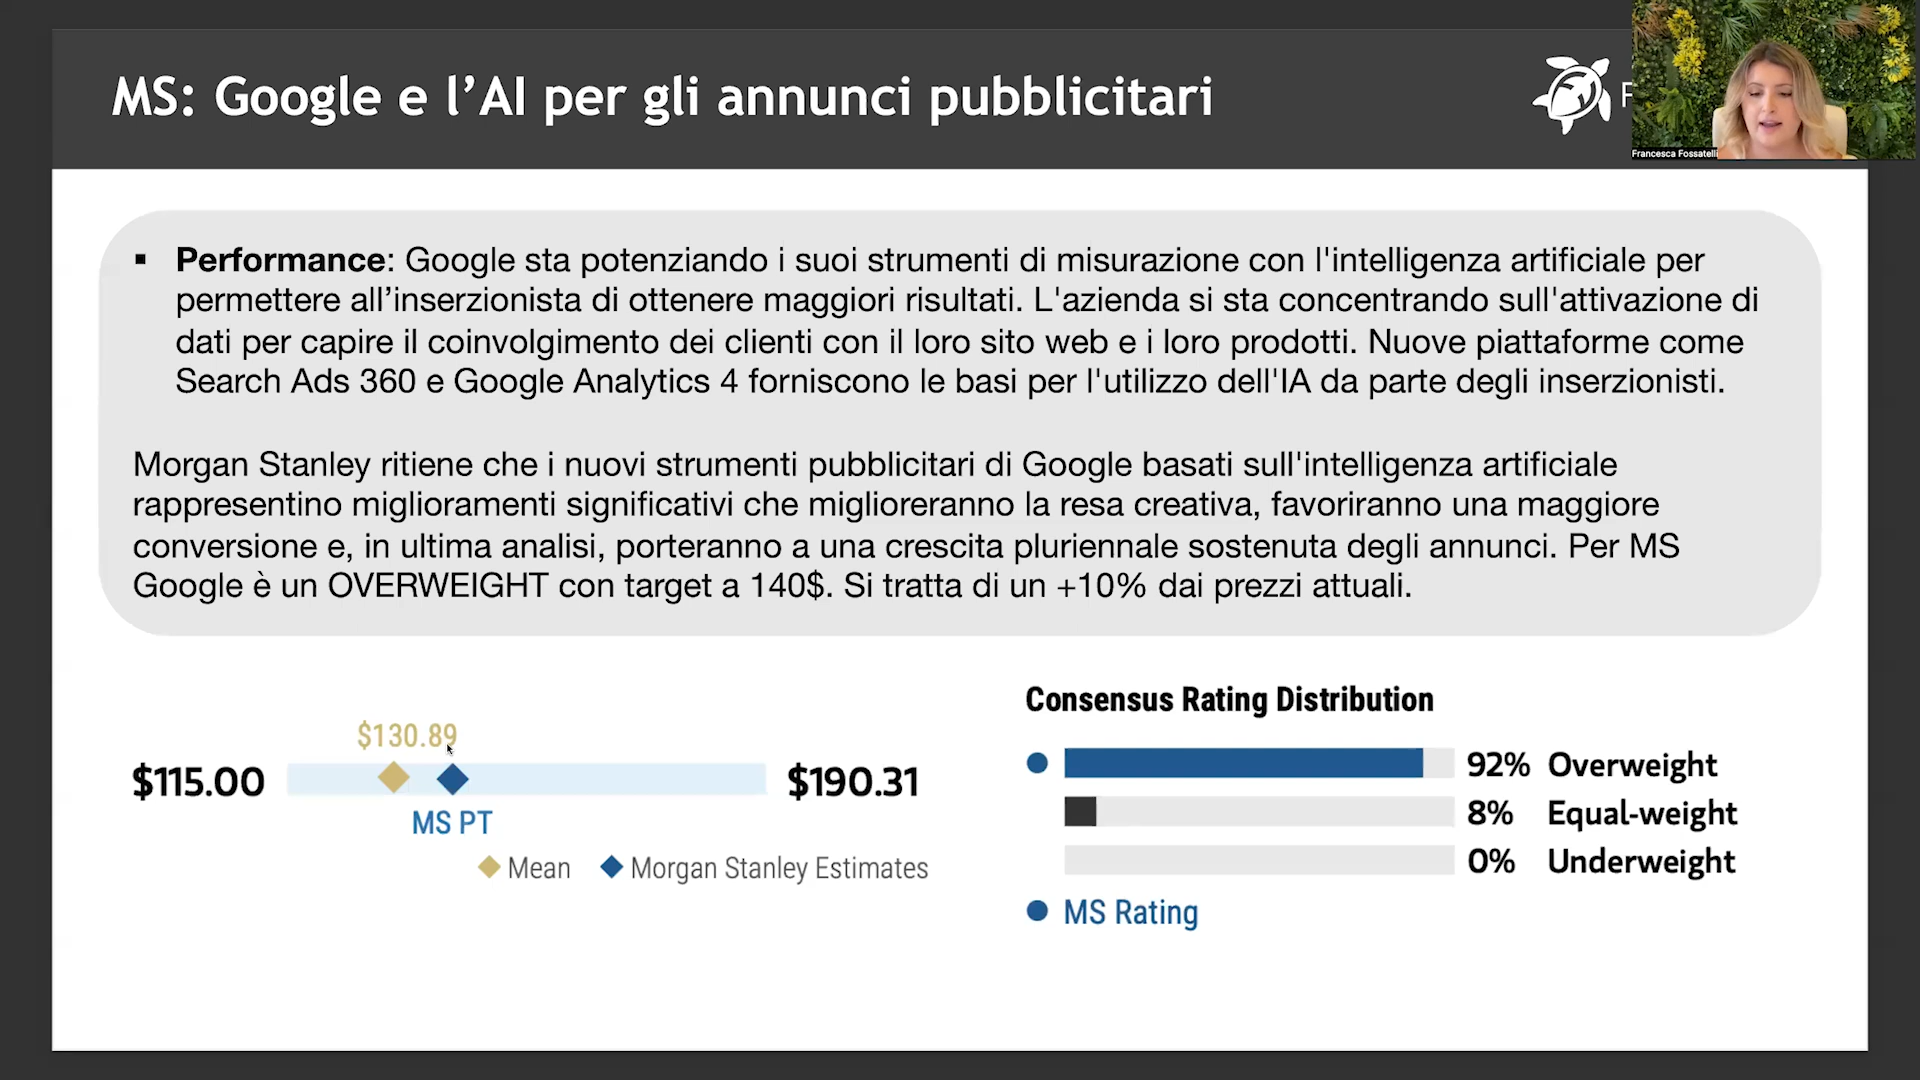 MS: Google e l’AI per gli annunci pubblicitari
Francesca Fossatelli
▪ Performance: Google sta potenziando i suoi strumenti di misurazione con l'intelligenza artificiale per
permettere all’inserzionista di ottenere maggiori risultati. L'azienda si sta concentrando sull'attivazione di
dati per capire il coinvolgimento dei clienti con il loro sito web e i loro prodotti. Nuove piattaforme come
Search Ads 360 e Google Analytics 4 forniscono le basi per l'utilizzo dell'IA da parte degli inserzionisti.
Morgan Stanley ritiene che i nuovi strumenti pubblicitari di Google basati sull'intelligenza artificiale
rappresentino miglioramenti significativi che miglioreranno la resa creativa, favoriranno una maggiore
conversione e, in ultima analisi, porteranno a una crescita pluriennale sostenuta degli annunci. Per MS
Google è un OVERWEIGHT con target a 140$. Si tratta di un +10% dai prezzi attuali.
$130.89
$115.00 $190.31
MS PT
Mean Morgan Stanley Estimates
Consensus Rating Distribution
92% Overweight
8% Equal-weight
0% Underweight
MS Rating